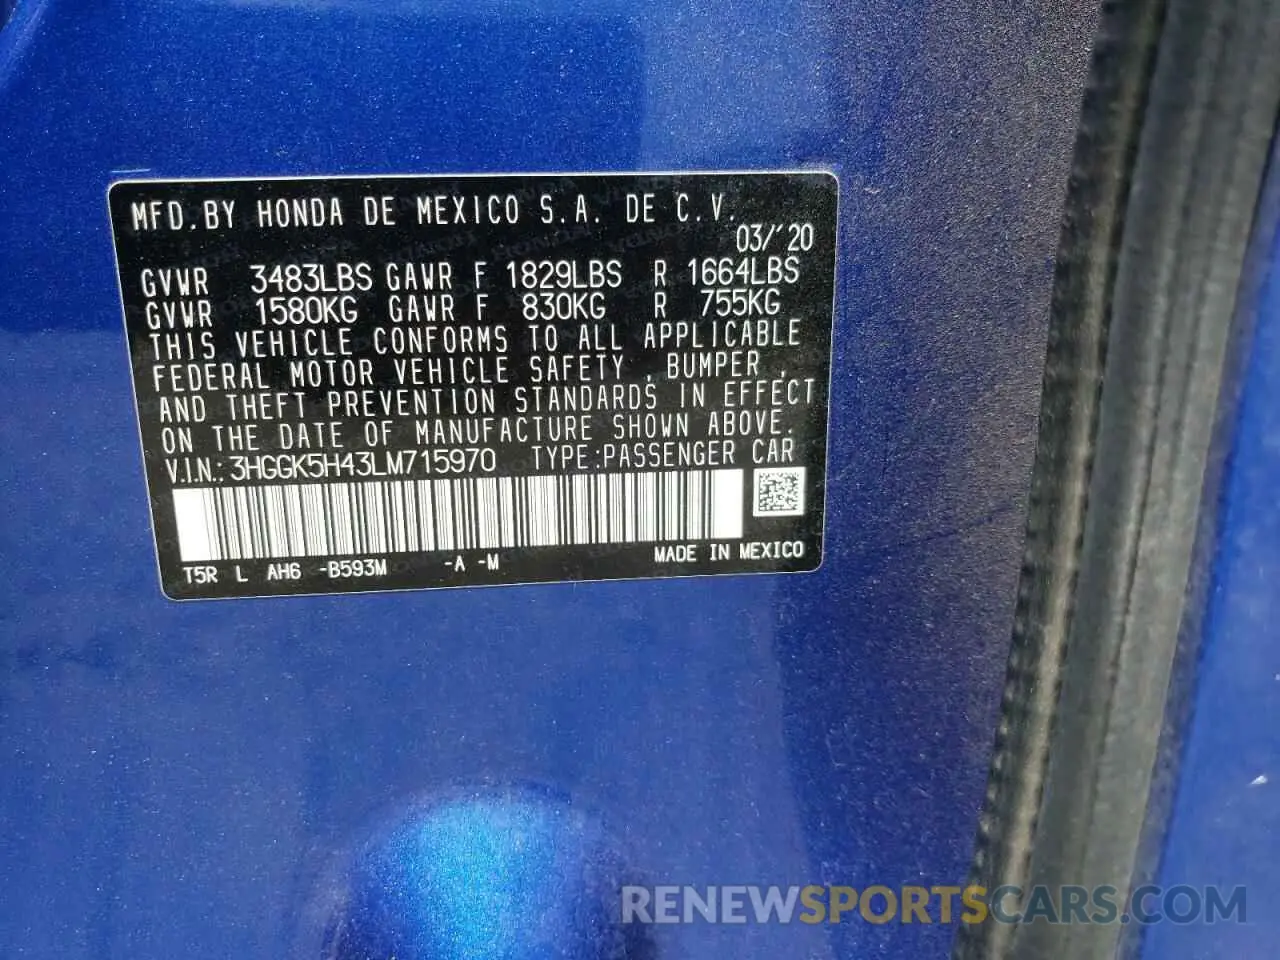 MFD. BY HONDA DE MEXICO S.A. DE C.V.
03/'20
GVWR 3483LBS GAWR F 1829LBS R 1664LBS
GVWR 1580KG GAWR F 830KG R 755KG
THIS VEHICLE CONFORMS TO ALL APPLICABLE
FEDERAL MOTOR VEHICLE SAFETY , BUMPER ,
AND THEFT PREVENTION STANDARDS IN EFFECT
ON THE DATE OF MANUFACTURE SHOWN ABOVE.
V.I.N.: 3HGGK5H43LM715970 TYPE:PASSENGER CAR
T5R L AH6 -B593M -A -M MADE IN MEXICO
RENEWSPORTSCARS.COM